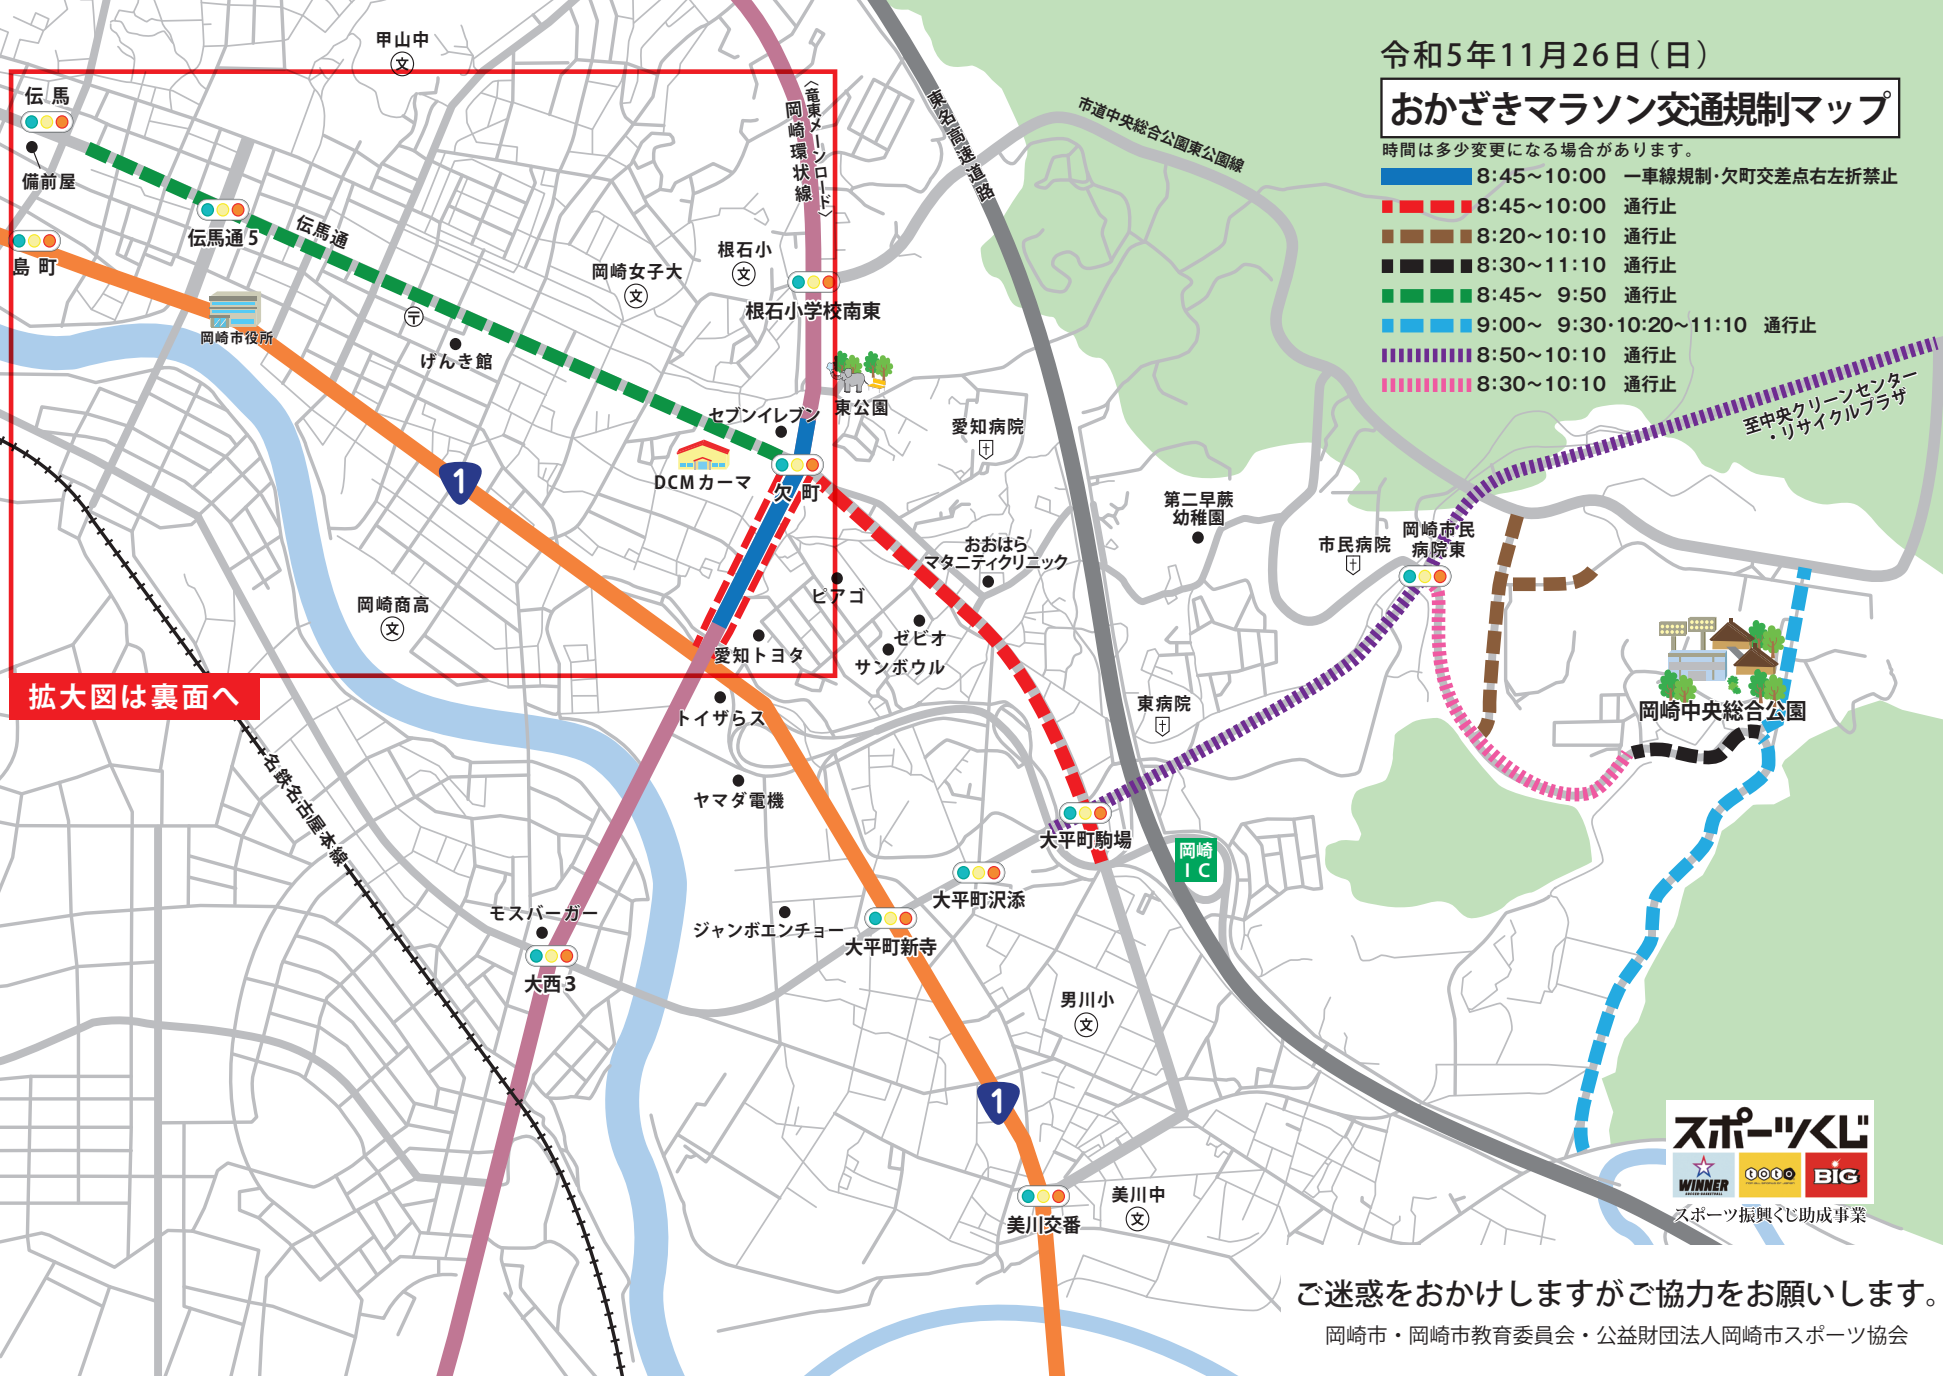 令和5年11月26日（日）
おかざきマラソン交通規制マップ
時間は多少変更になる場合があります。
8:45～10:00　一車線規制・欠町交差点右左折禁止
8:45～10:00　通行止
8:20～10:10　通行止
8:30～11:10　通行止
8:45～ 9:50　通行止
9:00～ 9:30・10:20～11:10　通行止
8:50～10:10　通行止
8:30～10:10　通行止
甲山中
文
伝馬
備前屋
伝馬通5
伝馬通
島町
岡崎市役所
〒
げんき館
岡崎女子大
文
根石小
文
〈竜東メーンロード〉
岡崎環状線
根石小学校南東
東名高速道路
市道中央総合公園東公園線
東公園
セブンイレブン
DCMカーマ
欠町
愛知病院
1
第二早蕨
幼稚園
市民病院
岡崎市民
病院東
至中央クリーンセンター
・リサイクルプラザ
おおはら
マタニティクリニック
ピアゴ
ゼビオ
サンボウル
岡崎商高
文
愛知トヨタ
拡大図は裏面へ
トイザらス
東病院
岡崎中央総合公園
名鉄名古屋本線
ヤマダ電機
大平町駒場
岡崎
IC
大平町沢添
モスバーガー
ジャンボエンチョー
大平町新寺
大西3
男川小
文
1
美川中
文
美川交番
スポーツくじ
WINNER
toto
BIG
スポーツ振興くじ助成事業
ご迷惑をおかけしますがご協力をお願いします。
岡崎市・岡崎市教育委員会・公益財団法人岡崎市スポーツ協会